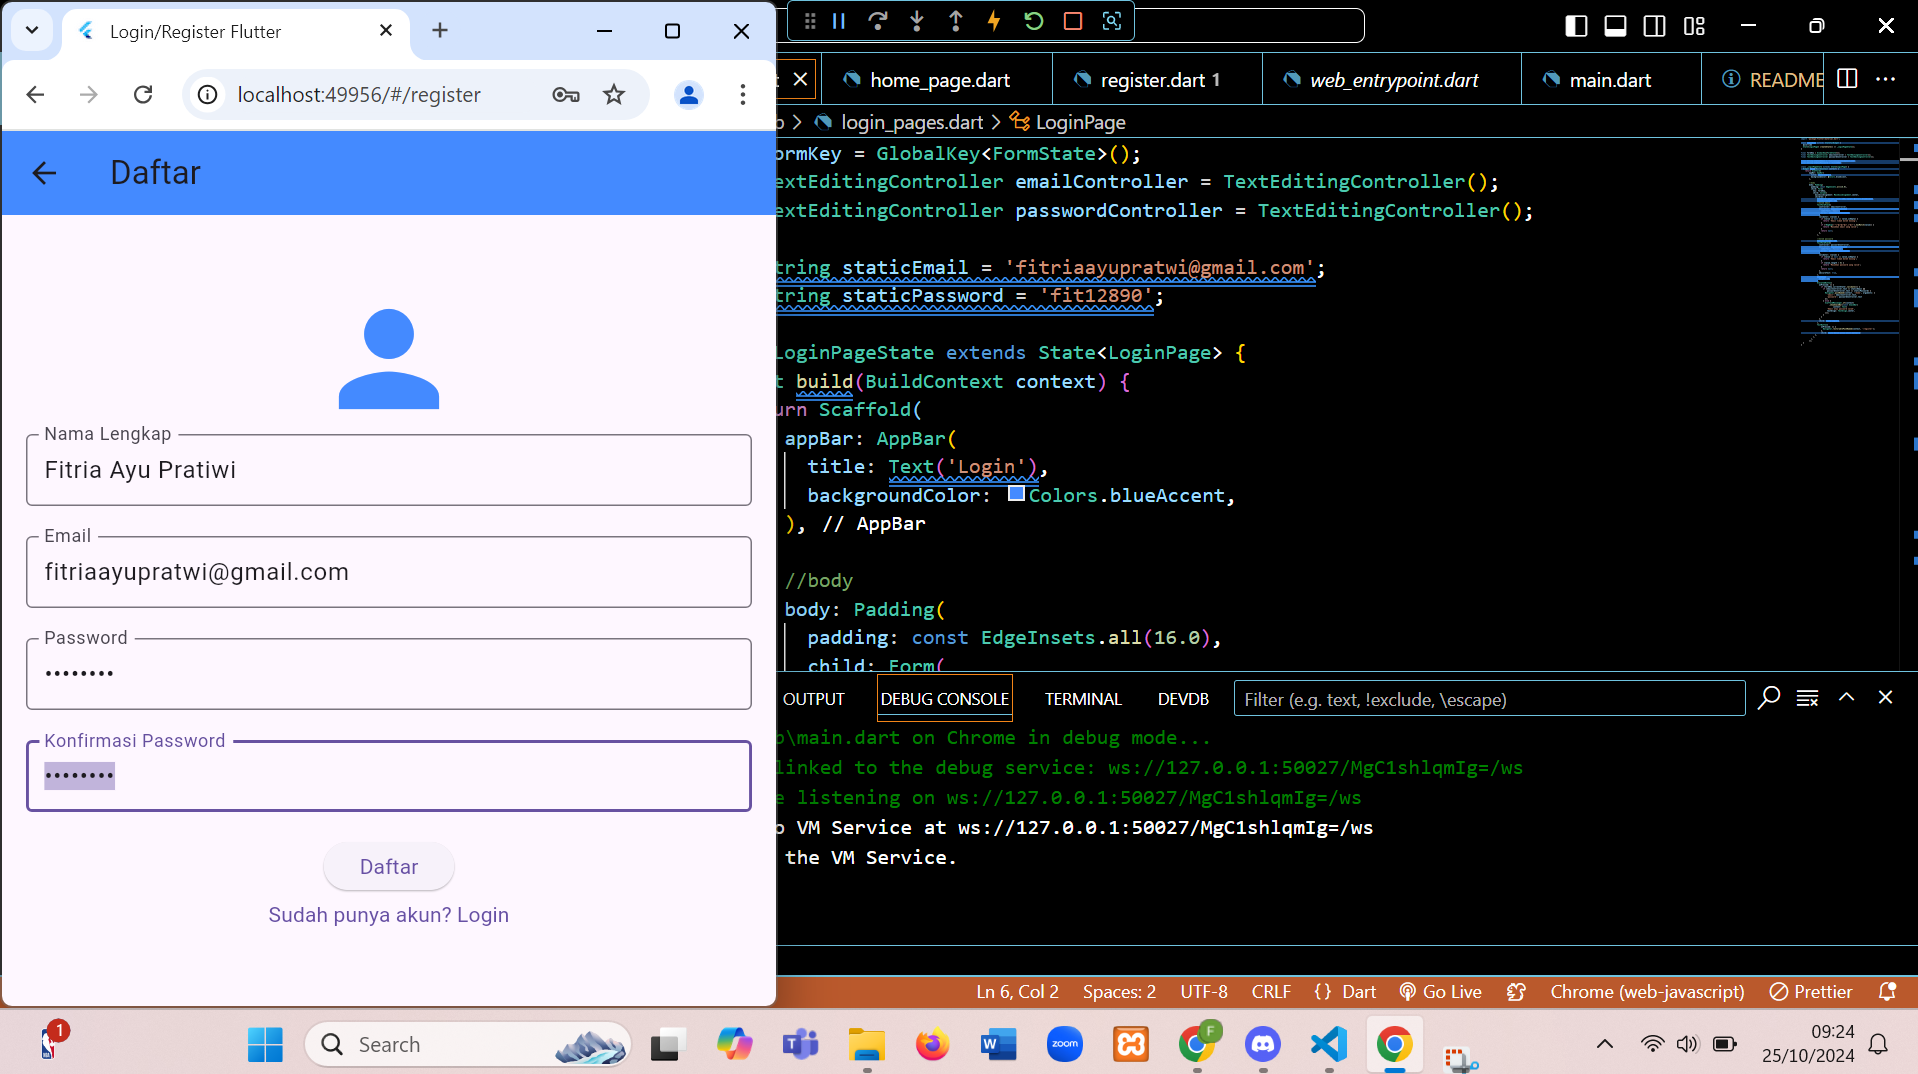 Login/Register Flutter
localhost:49956/#/register
Daftar
Nama Lengkap
Fitria Ayu Pratiwi
Email
fitriaayupratwi@gmail.com
Password
••••••••
Konfirmasi Password
••••••••
Daftar
Sudah punya akun? Login
home_page.dart
register.dart 1
web_entrypoint.dart
main.dart
README
login_pages.dart > LoginPage
ormKey = GlobalKey<FormState>();
extEditingController emailController = TextEditingController();
extEditingController passwordController = TextEditingController();
tring staticEmail = 'fitriaayupratwi@gmail.com';
tring staticPassword = 'fit12890';
LoginPageState extends State<LoginPage> {
t build(BuildContext context) {
urn Scaffold(
appBar: AppBar(
title: Text('Login'),
backgroundColor: Colors.blueAccent,
), // AppBar
//body
body: Padding(
padding: const EdgeInsets.all(16.0),
child: Form(
OUTPUT
DEBUG CONSOLE
TERMINAL
DEVDB
Filter (e.g. text, !exclude, \escape)
b\main.dart on Chrome in debug mode...
linked to the debug service: ws://127.0.0.1:50027/MgC1shlqmIg=/ws
e listening on ws://127.0.0.1:50027/MgC1shlqmIg=/ws
o VM Service at ws://127.0.0.1:50027/MgC1shlqmIg=/ws
the VM Service.
Ln 6, Col 2
Spaces: 2
UTF-8
CRLF
{ } Dart
Go Live
Chrome (web-javascript)
Prettier
1
Search
zoom
F
09:24
25/10/2024